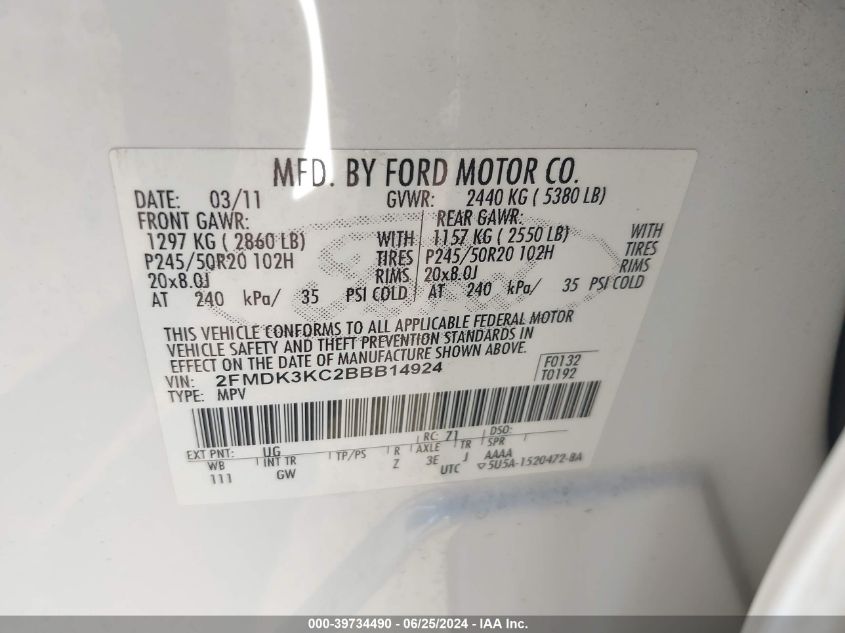 MFD. BY FORD MOTOR CO.
DATE: 03/11 GVWR: 2440 KG ( 5380 LB)
FRONT GAWR: REAR GAWR:
1297 KG ( 2860 LB) WITH 1157 KG ( 2550 LB) WITH
P245/50R20 102H TIRES P245/50R20 102H TIRES
20x8.0J RIMS 20x8.0J RIMS
AT 240 kPa/ 35 PSI COLD AT 240 kPa/ 35 PSI COLD
THIS VEHICLE CONFORMS TO ALL APPLICABLE FEDERAL MOTOR
VEHICLE SAFETY AND THEFT PREVENTION STANDARDS IN
EFFECT ON THE DATE OF MANUFACTURE SHOWN ABOVE.
VIN: 2FMDK3KC2BBB14924 F0132
TYPE: MPV T0192
EXT PNT: UG RC: 71 DSO:
WB INT TR TP/PS R AXLE TR SPR
111 GW Z 3E J AAAA
UTC 5U5A-1520472-BA
000-39734490 - 06/25/2024 - IAA Inc.